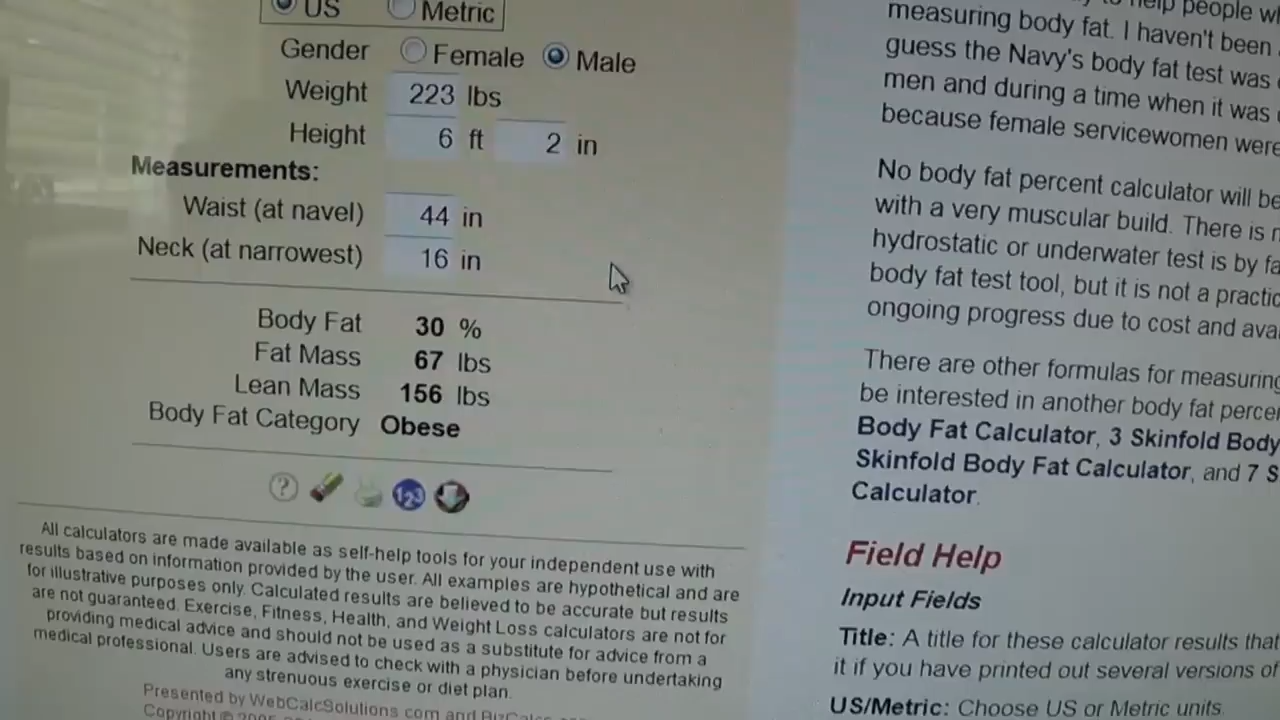 US Metric
Gender Female Male
Weight 223 lbs
Height 6 ft 2 in
Measurements:
Waist (at navel) 44 in
Neck (at narrowest) 16 in
Body Fat 30 %
Fat Mass 67 lbs
Lean Mass 156 lbs
Body Fat Category Obese
?
123
All calculators are made available as self-help tools for your independent use with
results based on information provided by the user. All examples are hypothetical and are
for illustrative purposes only. Calculated results are believed to be accurate but results
are not guaranteed. Exercise, Fitness, Health, and Weight Loss calculators are not for
providing medical advice and should not be used as a substitute for advice from a
medical professional. Users are advised to check with a physician before undertaking
any strenuous exercise or diet plan.
Presented by WebCalcSolutions.com and
Copyright ©
to help people
measuring body fat. I haven't been
guess the Navy's body fat test was
men and during a time when it was
because female servicewomen were
No body fat percent calculator will be
with a very muscular build. There is
hydrostatic or underwater test is by
body fat test tool, but it is not a
ongoing progress due to cost and
There are other formulas for measuring
be interested in another body fat
Body Fat Calculator, 3 Skinfold Body
Skinfold Body Fat Calculator, and 7
Calculator.
Field Help
Input Fields
Title: A title for these calculator results that
it if you have printed out several versions of
US/Metric: Choose US or Metric units.